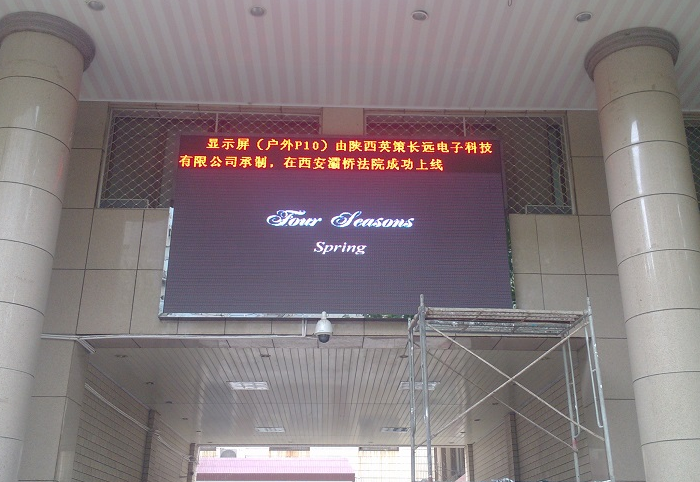 显示屏（户外P10）由陕西英策长远电子科技
有限公司承制，在西安灞桥法院成功上线
Four Seasons
Spring